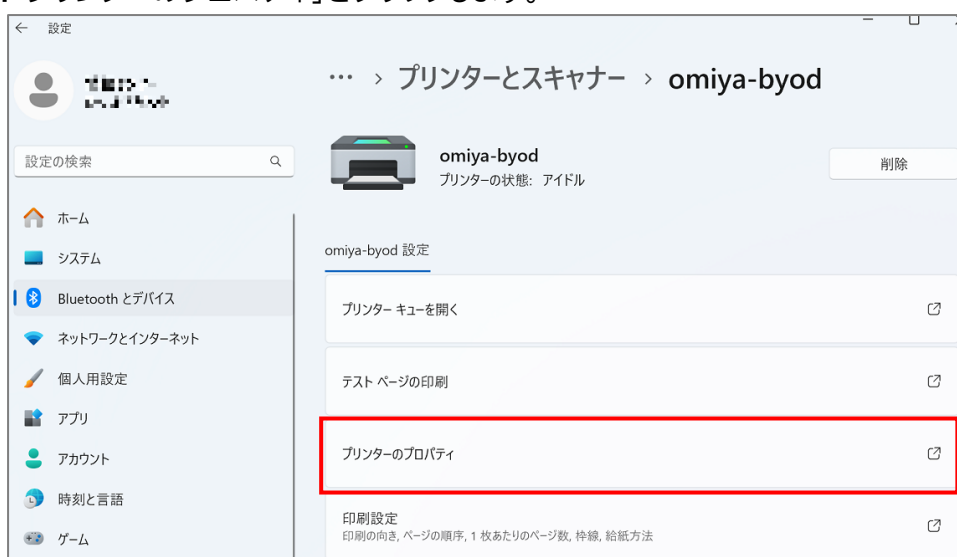 設定
… › プリンターとスキャナー › omiya-byod
設定の検索
omiya-byod
プリンターの状態: アイドル
削除
ホーム
システム
Bluetooth とデバイス
ネットワークとインターネット
個人用設定
アプリ
アカウント
時刻と言語
ゲーム
omiya-byod 設定
プリンター キューを開く
テスト ページの印刷
プリンターのプロパティ
印刷設定
印刷の向き, ページの順序, 1 枚あたりのページ数, 枠線, 給紙方法